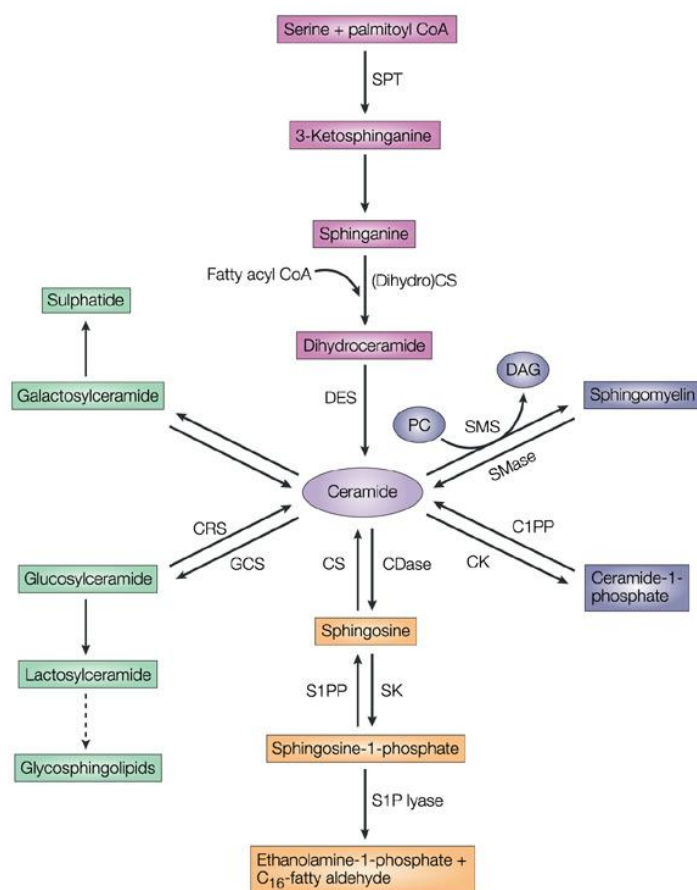 Serine + palmitoyl CoA
SPT
3-Ketosphinganine
Sphinganine
Fatty acyl CoA
(Dihydro)CS
Sulphatide
Dihydroceramide
DAG
Galactosylceramide
DES
PC
SMS
Sphingomyelin
SMase
Ceramide
CRS
C1PP
GCS
CS
CDase
CK
Glucosylceramide
Ceramide-1-
phosphate
Sphingosine
Lactosylceramide
S1PP
SK
Sphingosine-1-phosphate
Glycosphingolipids
S1P lyase
Ethanolamine-1-phosphate +
C₁₆-fatty aldehyde